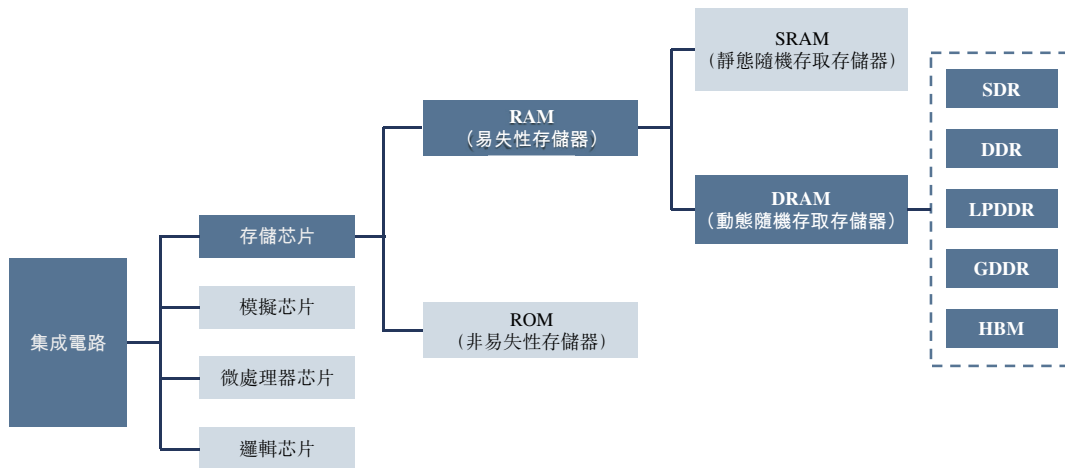 SRAM
（靜態隨機存取存儲器）
SDR
RAM
（易失性存儲器）
DDR
DRAM
（動態隨機存取存儲器）
LPDDR
存儲芯片
GDDR
模擬芯片
ROM
（非易失性存儲器）
HBM
集成電路
微處理器芯片
邏輯芯片